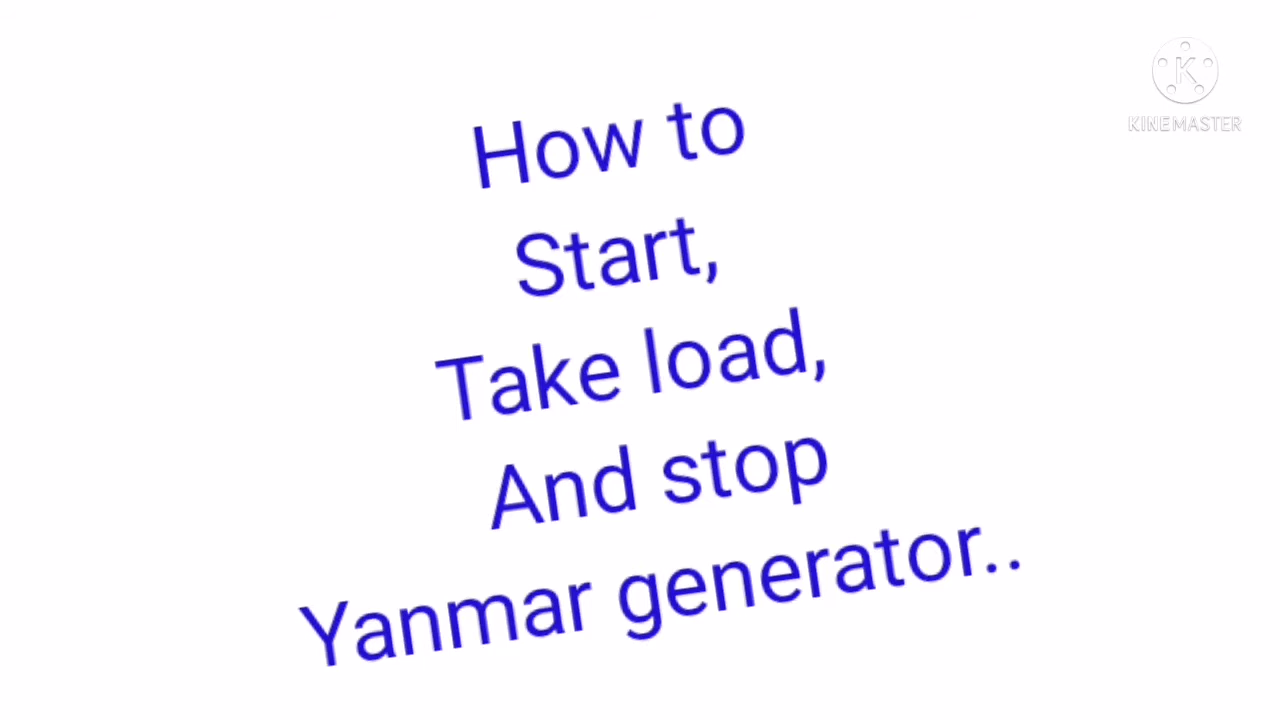 How to
Start,
Take load,
And stop
Yanmar generator..
K
KINEMASTER